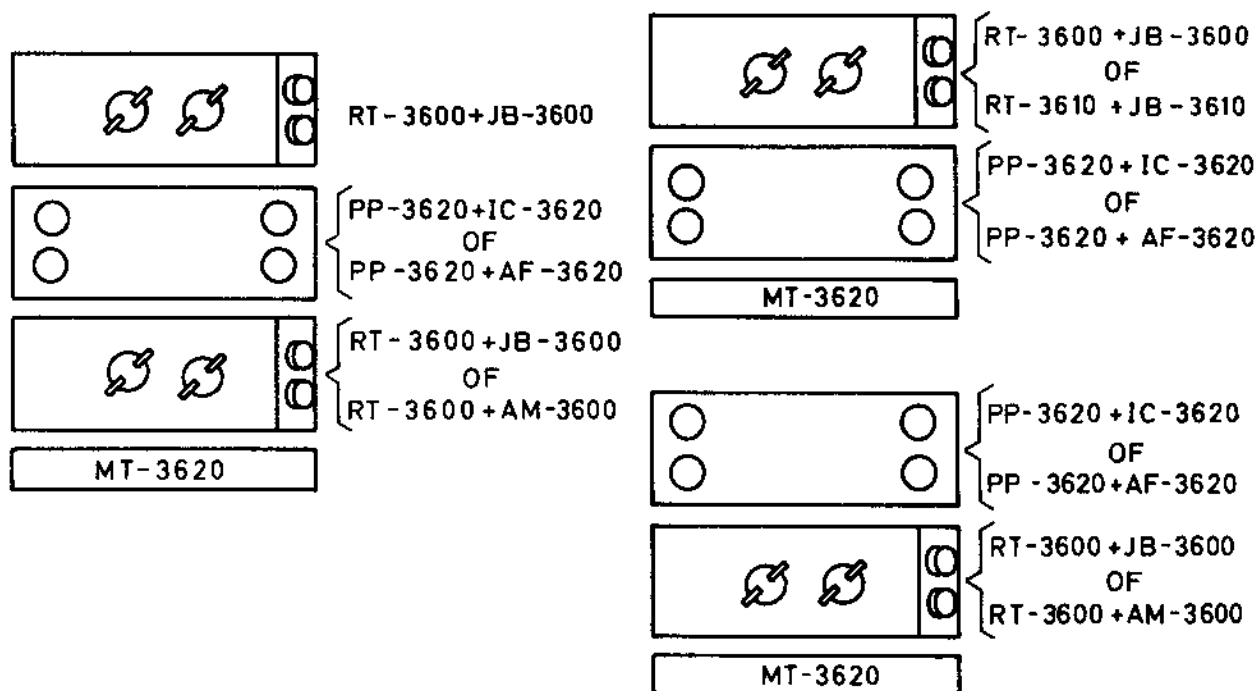 RT-3600+JB-3600
PP-3620+IC-3620
OF
PP-3620+AF-3620
RT-3600+JB-3600
OF
RT-3600+AM-3600
MT-3620
RT-3600+JB-3600
OF
RT-3610+JB-3610
PP-3620+IC-3620
OF
PP-3620+AF-3620
MT-3620
PP-3620+IC-3620
OF
PP-3620+AF-3620
RT-3600+JB-3600
OF
RT-3600+AM-3600
MT-3620